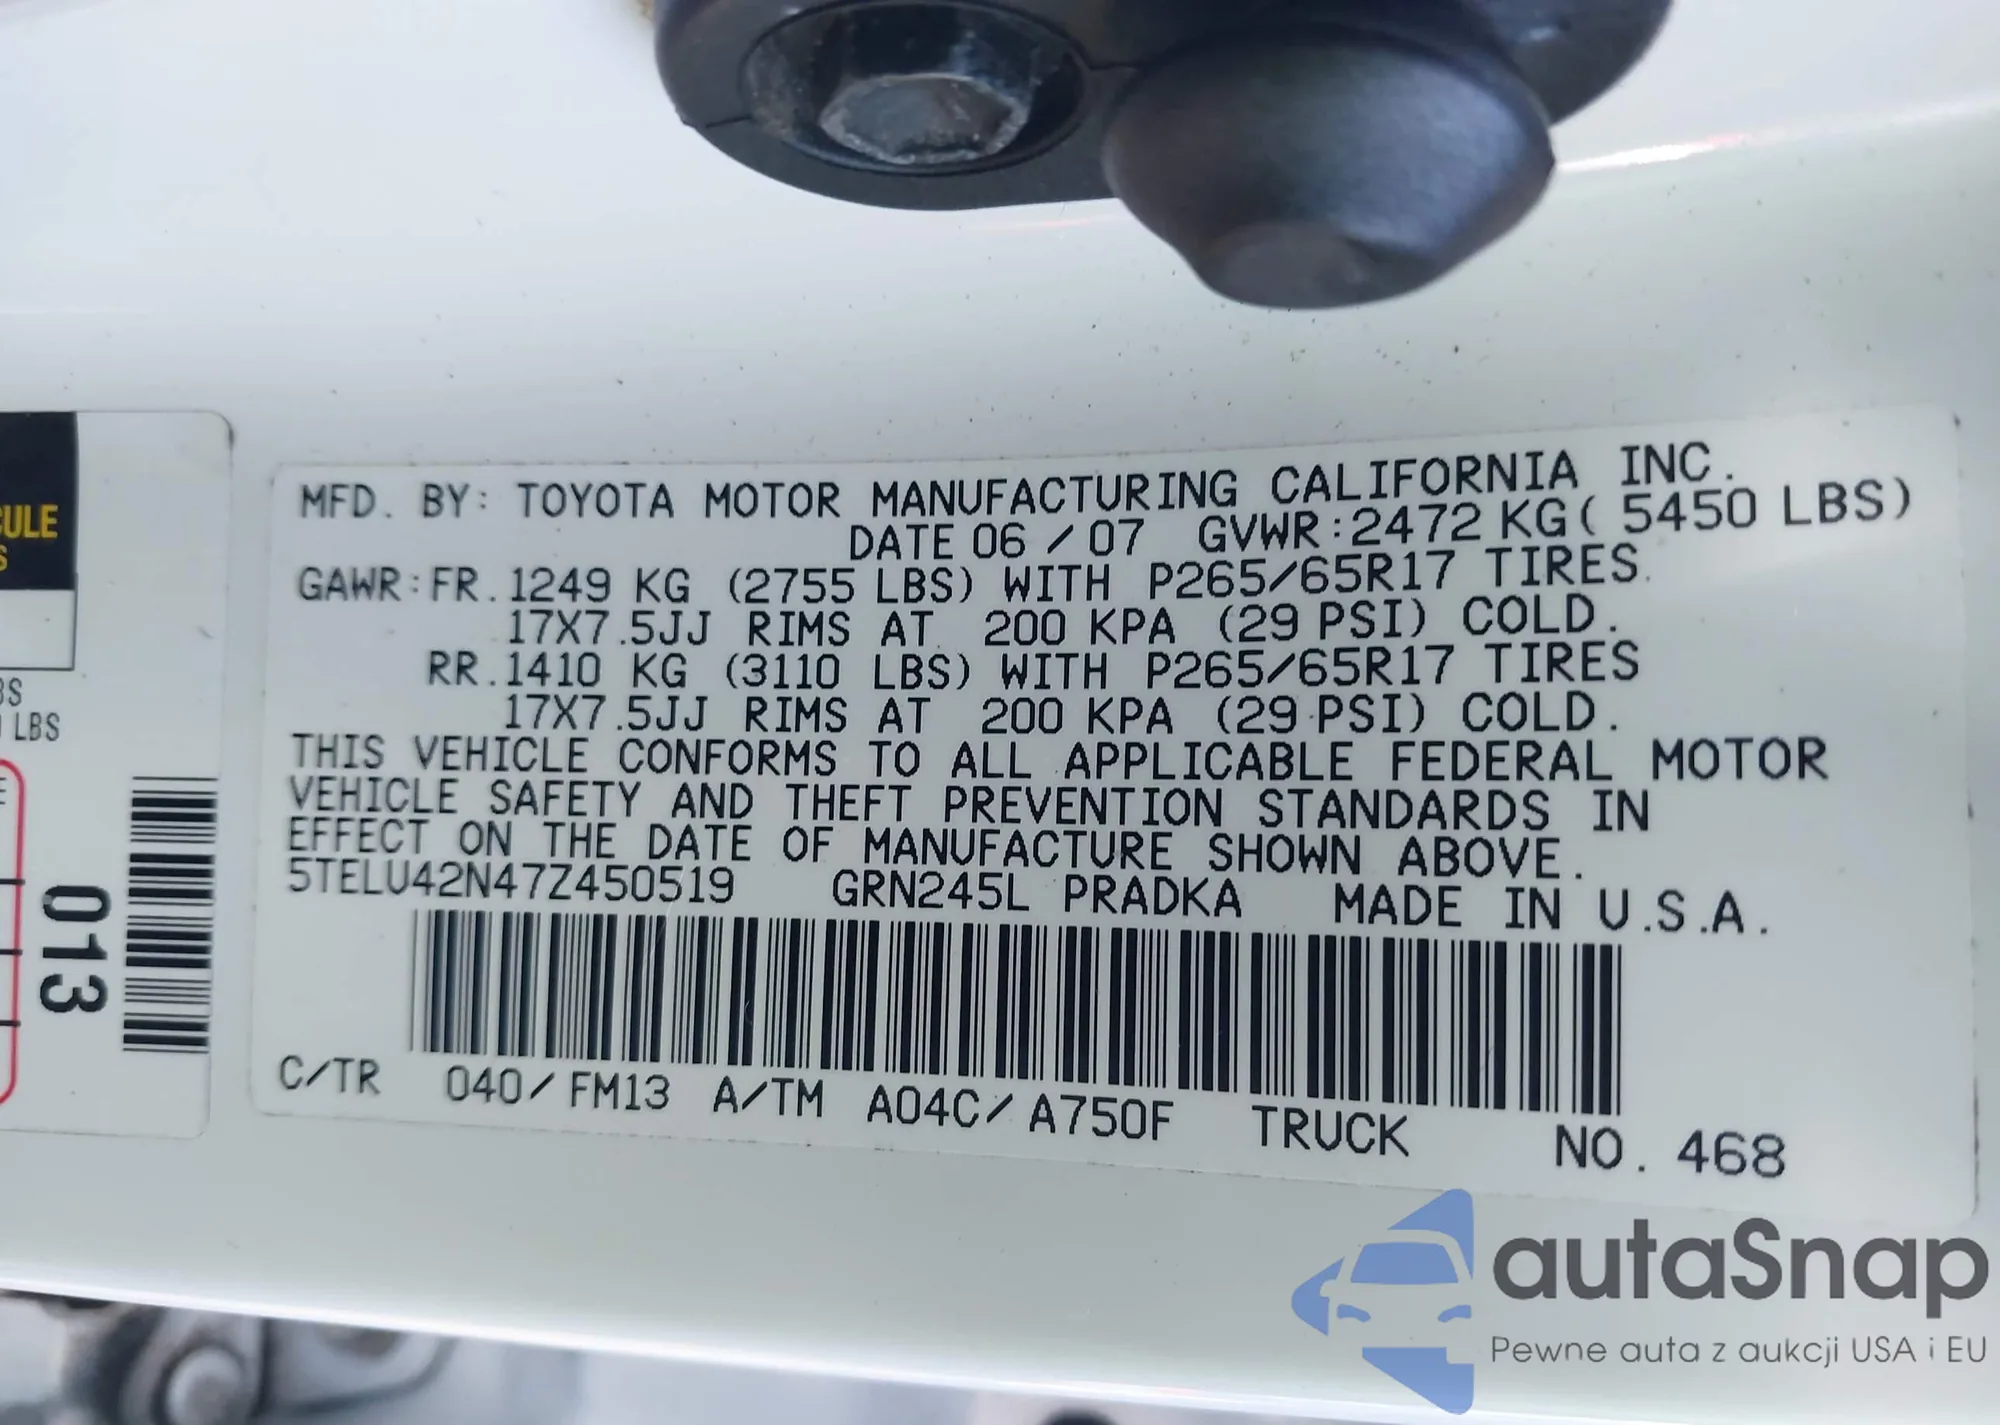 MFD. BY: TOYOTA MOTOR MANUFACTURING CALIFORNIA INC.
DATE 06 / 07 GVWR: 2472 KG ( 5450 LBS)
GAWR: FR. 1249 KG (2755 LBS) WITH P265/65R17 TIRES.
17X7.5JJ RIMS AT. 200 KPA (29 PSI) COLD.
RR. 1410 KG (3110 LBS) WITH P265/65R17 TIRES
17X7.5JJ RIMS AT 200 KPA (29 PSI) COLD.
THIS VEHICLE CONFORMS TO ALL APPLICABLE FEDERAL MOTOR
VEHICLE SAFETY AND THEFT PREVENTION STANDARDS IN
EFFECT ON THE DATE OF MANUFACTURE SHOWN ABOVE.
5TELU42N47Z450519 GRN245L PRADKA MADE IN U.S.A.
C/TR 040/FM13 A/TM A04C/A750F TRUCK NO. 468
LBS
013
autaSnap
Pewne auta z aukcji USA i EU